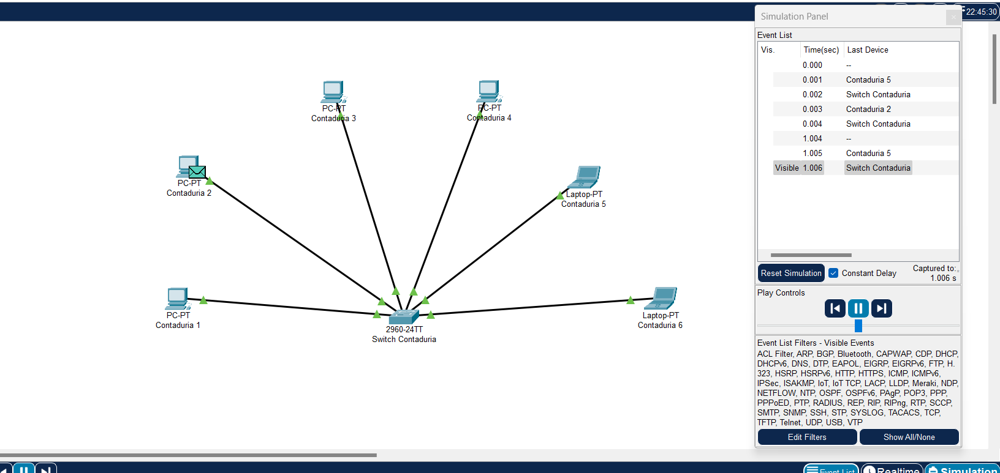 22:45:30
Simulation Panel
Event List
Vis. Time(sec) Last Device
0.000 --
0.001 Contaduria 5
0.002 Switch Contaduria
0.003 Contaduria 2
0.004 Switch Contaduria
1.004 --
1.005 Contaduria 5
Visible 1.006 Switch Contaduria
Reset Simulation Constant Delay Captured to:
1.006 s
Play Controls
Event List Filters - Visible Events
ACL Filter, ARP, BGP, Bluetooth, CAPWAP, CDP, DHCP,
DHCPv6, DNS, DTP, EAPOL, EIGRP, EIGRPv6, FTP, H.
323, HSRP, HSRPv6, HTTP, HTTPS, ICMP, ICMPv6,
IPSec, ISAKMP, IoT, IoT TCP, LACP, LLDP, Meraki, NDP,
NETFLOW, NTP, OSPF, OSPFv6, PAgP, POP3, PPP,
PPPoED, PTP, RADIUS, REP, RIP, RIPng, RTP, SCCP,
SMTP, SNMP, SSH, STP, SYSLOG, TACACS, TCP,
TFTP, Telnet, UDP, USB, VTP
Edit Filters Show All/None
PC-PT
Contaduria 3
PC-PT
Contaduria 4
PC-PT
Contaduria 2
Laptop-PT
Contaduria 5
PC-PT
Contaduria 1
2960-24TT
Switch Contaduria
Laptop-PT
Contaduria 6
Event List Realtime Simulation